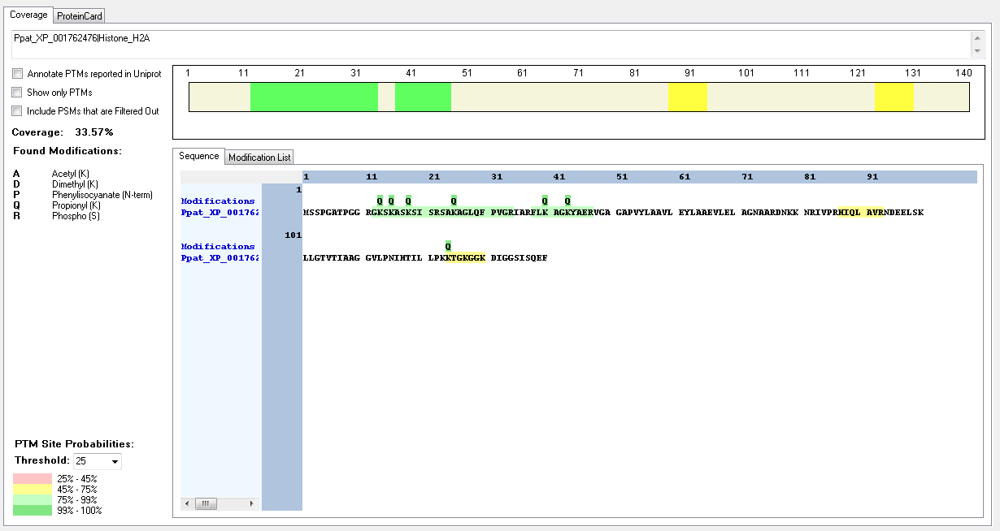 Coverage ProteinCard
Ppat_XP_001762476|Histone_H2A
Annotate PTMs reported in Uniprot
Show only PTMs
Include PSMs that are Filtered Out
Coverage: 33.57%
Found Modifications:
A Acetyl (K)
D Dimethyl (K)
P Phenylisocyanate (N-term)
Q Propionyl (K)
R Phospho (S)
PTM Site Probabilities:
Threshold: 25
25% - 45%
45% - 75%
75% - 99%
99% - 100%
1 11 21 31 41 51 61 71 81 91 101 111 121 131 140
Sequence Modification List
1 11 21 31 41 51 61 71 81 91
1
Modifications Q Q Q Q Q Q
Ppat_XP_001762 MSSPGATPGG RGKSKASKSI SRSAKAGLQF PVGRIARFLK AGKYAERVGA GAPVYLAAVL EYLAAEVLEL AGNAARDNKK NRIVPRHIQL AVRNDEELSK
101
Modifications Q
Ppat_XP_001762 LLGTVTIAAG GVLPNIHTIL LPKKTGKGGK DIGGSISQEF